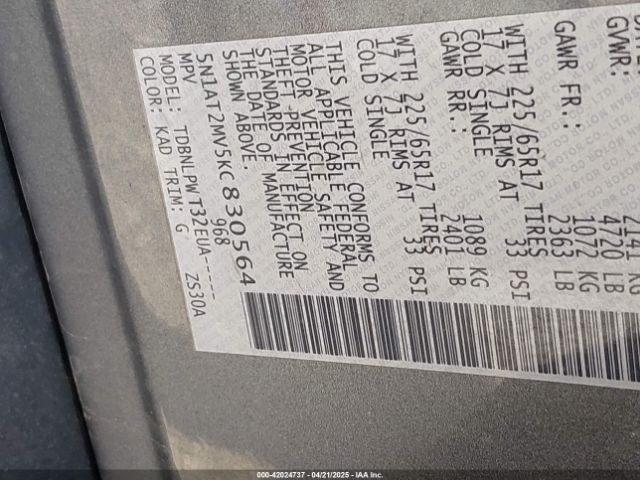 GVWR: 2141 KG
4720 LB
GAWR FR.: 1072 KG
2363 LB
WITH 225/65R17 TIRES
17 X 7J RIMS AT 33 PSI
COLD SINGLE
GAWR RR.: 1089 KG
2401 LB
WITH 225/65R17 TIRES
17 X 7J RIMS AT 33 PSI
COLD SINGLE
THIS VEHICLE CONFORMS TO
ALL APPLICABLE FEDERAL
MOTOR VEHICLE SAFETY AND
THEFT PREVENTION
STANDARDS IN EFFECT ON
THE DATE OF MANUFACTURE
SHOWN ABOVE.
5N1AT2MV5KC830564
MPV 968
MODEL: TDBNLPWT32EUA-----
COLOR: KAD TRIM: G ZS30A
000-42024737 - 04/21/2025 - IAA Inc.